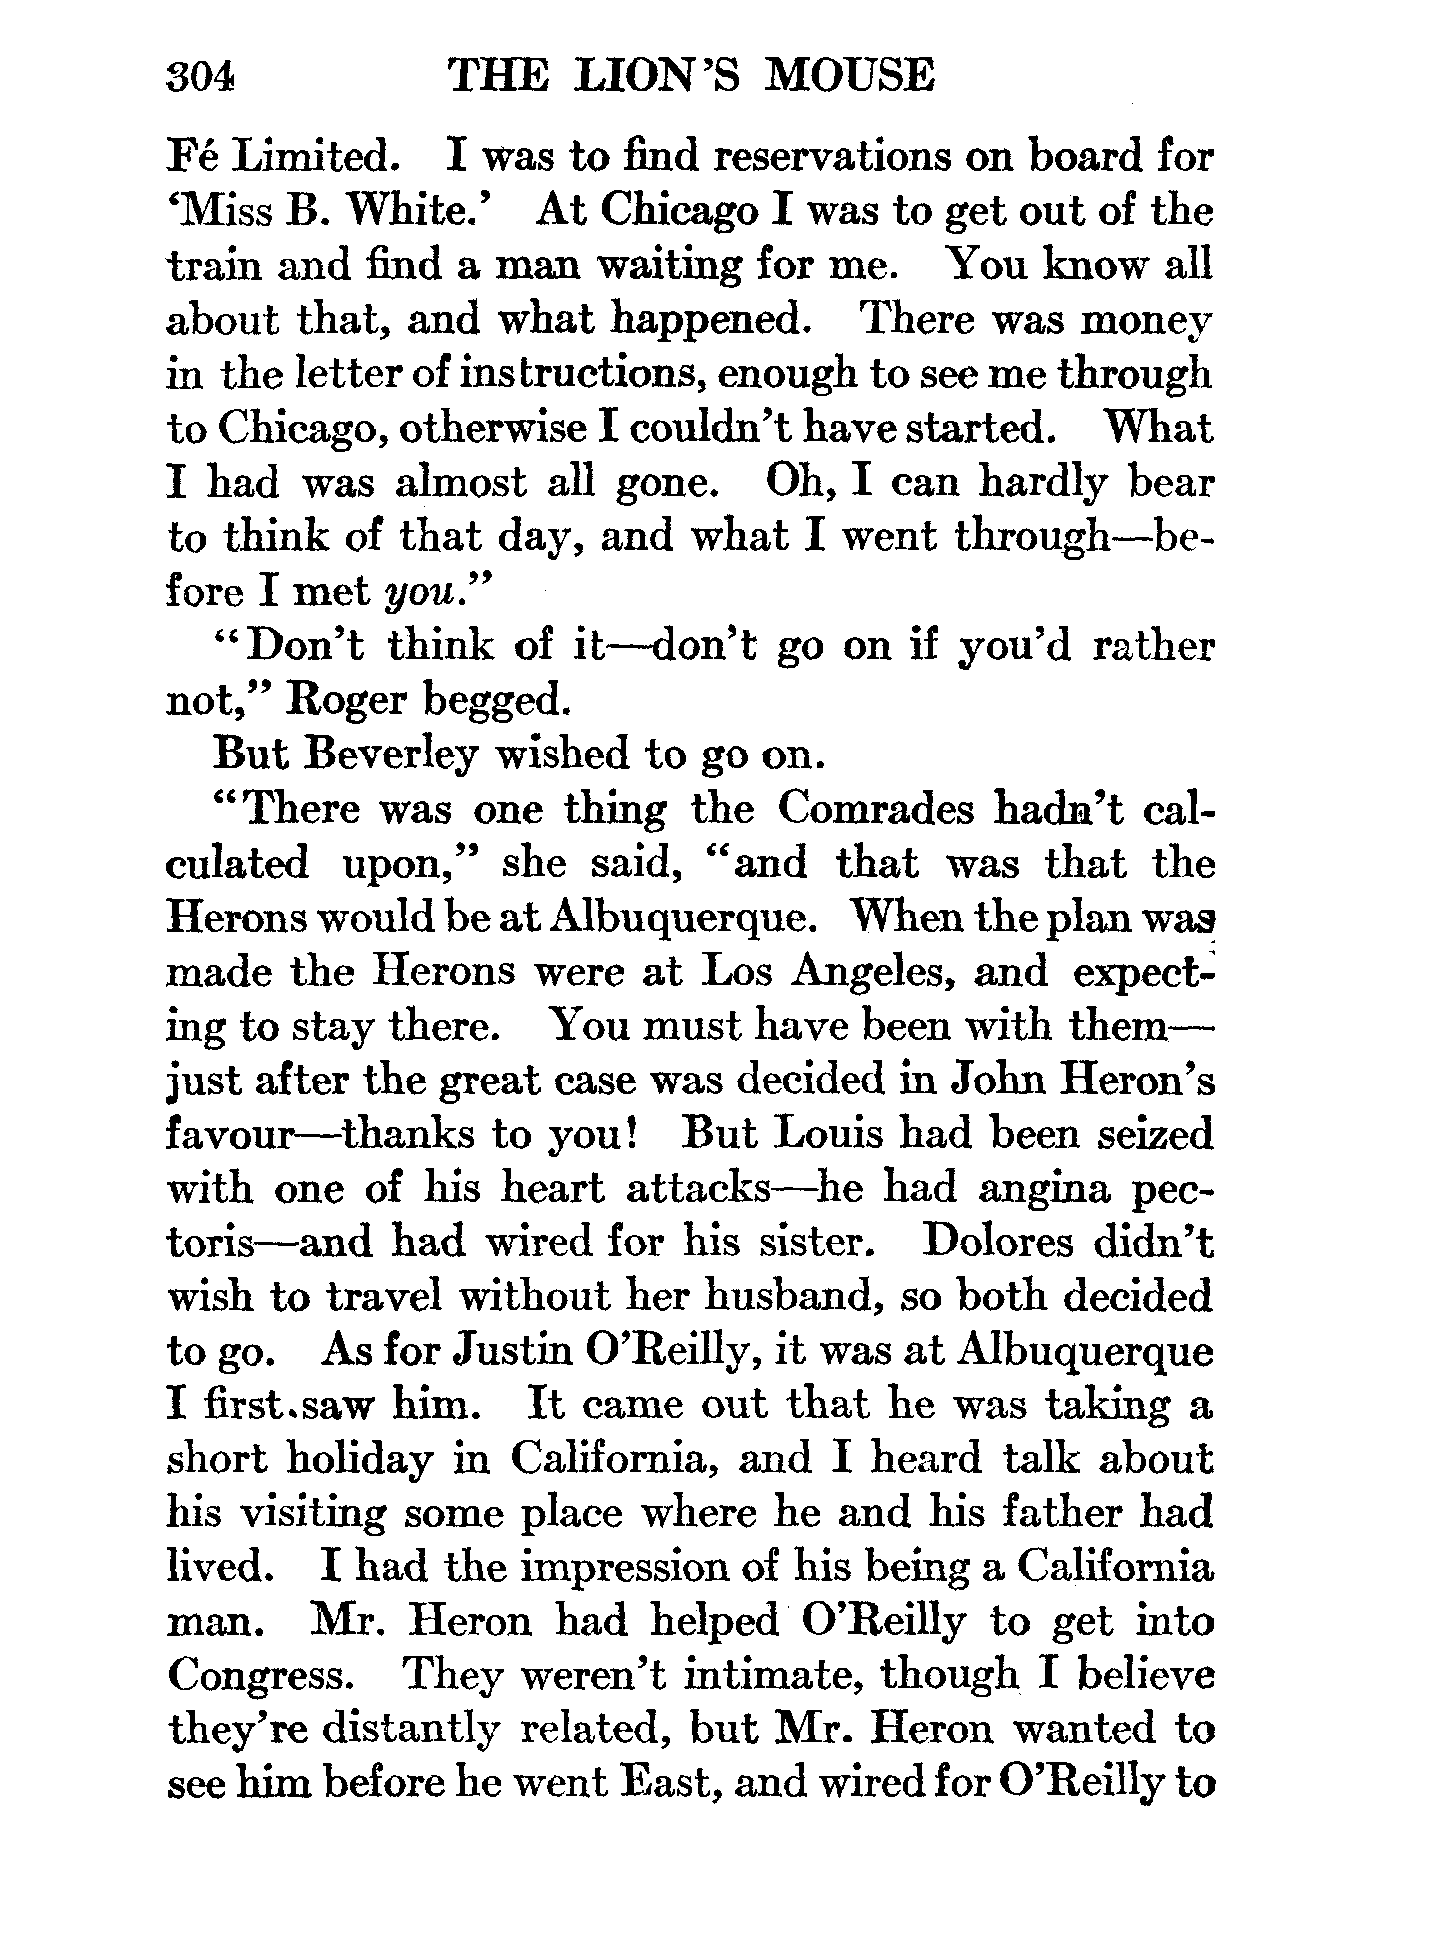 304 THE LION'S MOUSE
Fé Limited. I was to find reservations on board for
‘Miss B. White.’ At Chicago I was to get out of the
train and find a man waiting for me. You know all
about that, and what happened. There was money
in the letter of instructions, enough to see me through
to Chicago, otherwise I couldn't have started. What
I had was almost all gone. Oh, I can hardly bear
to think of that day, and what I went through—be-
fore I met you.”
“Don't think of it—don't go on if you'd rather
not,” Roger begged.
But Beverley wished to go on.
“There was one thing the Comrades hadn't cal-
culated upon,” she said, “and that was that the
Herons would be at Albuquerque. When the plan was
made the Herons were at Los Angeles, and expect-
ing to stay there. You must have been with them—
just after the great case was decided in John Heron's
favour—thanks to you! But Louis had been seized
with one of his heart attacks—he had angina pec-
toris—and had wired for his sister. Dolores didn't
wish to travel without her husband, so both decided
to go. As for Justin O'Reilly, it was at Albuquerque
I first saw him. It came out that he was taking a
short holiday in California, and I heard talk about
his visiting some place where he and his father had
lived. I had the impression of his being a California
man. Mr. Heron had helped O'Reilly to get into
Congress. They weren't intimate, though I believe
they're distantly related, but Mr. Heron wanted to
see him before he went East, and wired for O'Reilly to